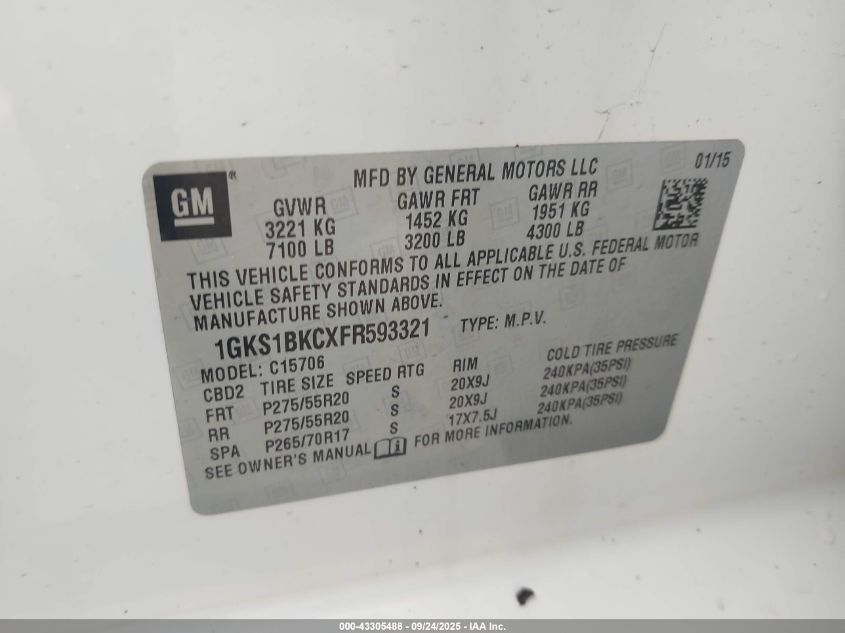 GM®
MFD BY GENERAL MOTORS LLC
01/15
GVWR GAWR FRT GAWR RR
3221 KG 1452 KG 1951 KG
7100 LB 3200 LB 4300 LB
THIS VEHICLE CONFORMS TO ALL APPLICABLE U.S. FEDERAL MOTOR
VEHICLE SAFETY STANDARDS IN EFFECT ON THE DATE OF
MANUFACTURE SHOWN ABOVE.
1GKS1BKCXFR593321 TYPE: M.P.V.
MODEL: C15706
CBD2 TIRE SIZE SPEED RTG RIM COLD TIRE PRESSURE
FRT P275/55R20 S 20X9J 240KPA(35PSI)
RR P275/55R20 S 20X9J 240KPA(35PSI)
SPA P265/70R17 S 17X7.5J 240KPA(35PSI)
SEE OWNER'S MANUAL FOR MORE INFORMATION.
000-43305488 - 09/24/2025 - IAA Inc.